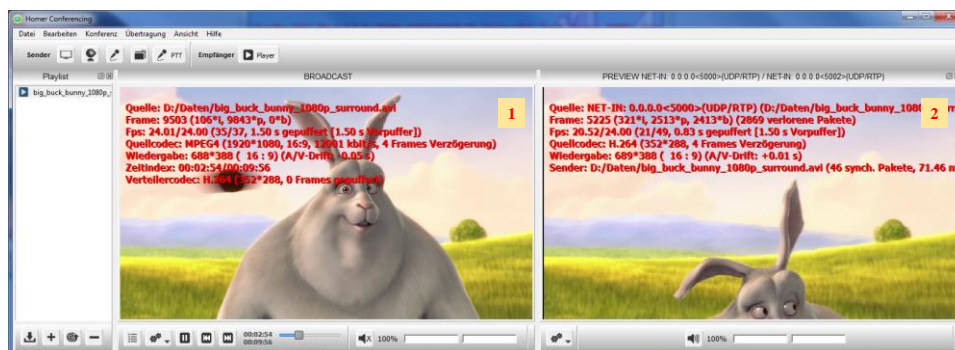 Homer Conferencing
Datei Bearbeiten Konferenz Übertragung Ansicht Hilfe
Sender PTT Empfänger Player
Playlist
big_buck_bunny_1080p_s
BROADCAST
Quelle: D:/Daten/big_buck_bunny_1080p_surround.avi
Frame: 9503 (106*i, 9843*p, 0*b)
Fps: 24.01/24.00 (35/37, 1.50 s gepuffert [1.50 s Vorpuffer])
Quellcodec: MPEG4 (1920*1080, 16:9, 12001 kbit/s, 4 Frames Verzögerung)
Wiedergabe: 688*388 ( 16 : 9) (A/V-Drift: -0.05 s)
Zeitindex: 00:02:54/00:09:56
Verteilercodec: H.264 (352*288, 0 Frames gepuffert)
1
00:02:54
00:09:56
100%
PREVIEW NET-IN: 0.0.0.0<5000>(UDP/RTP) / NET-IN: 0.0.0.0<5002>(UDP/RTP)
Quelle: NET-IN: 0.0.0.0<5000>(UDP/RTP) (D:/Daten/big_buck_bunny_1080p_surro
Frame: 5225 (321*i, 2513*p, 2413*b) (2869 verlorene Pakete)
Fps: 20.52/24.00 (21/49, 0.83 s gepuffert [1.50 s Vorpuffer])
Quellcodec: H.264 (352*288, 4 Frames Verzögerung)
Wiedergabe: 689*388 ( 16 : 9) (A/V-Drift: +0.01 s)
Sender: D:/Daten/big_buck_bunny_1080p_surround.avi (46 synch. Pakete, 71.46 m
2
100%